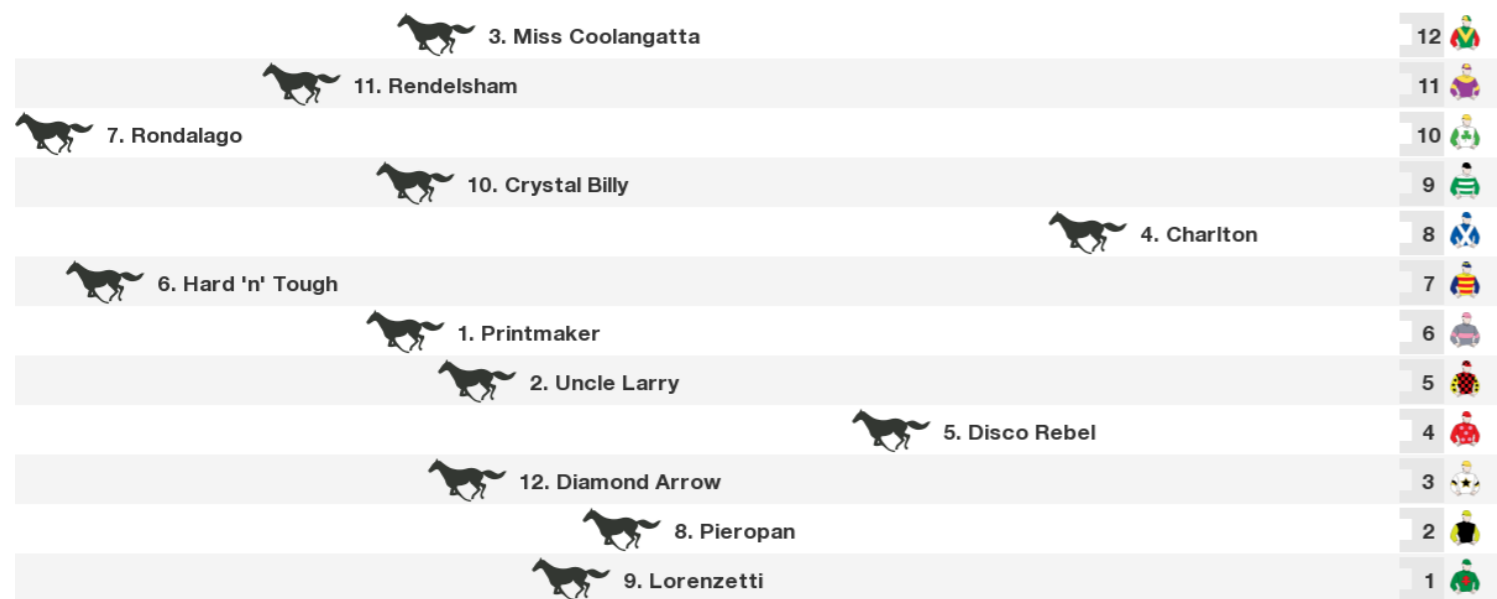 3. Miss Coolangatta 12
11. Rendelsham 11
7. Rondalago 10
10. Crystal Billy 9
4. Charlton 8
6. Hard 'n' Tough 7
1. Printmaker 6
2. Uncle Larry 5
5. Disco Rebel 4
12. Diamond Arrow 3
8. Pieropan 2
9. Lorenzetti 1